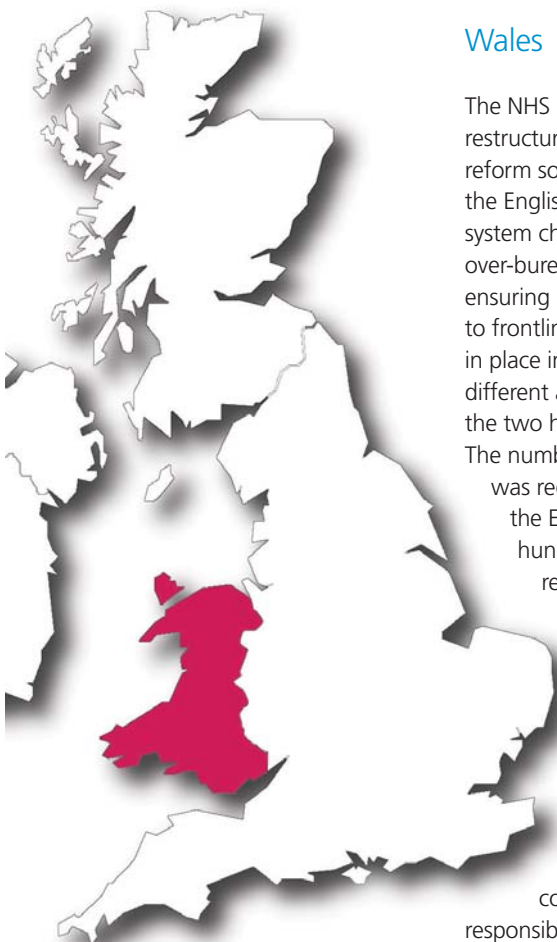 Wales
The NHS
restructur
reform so
the Englis
system ch
over-bure
ensuring
to frontlin
in place in
different a
the two h
The numb
was rec
the E
hun
re
co
responsib